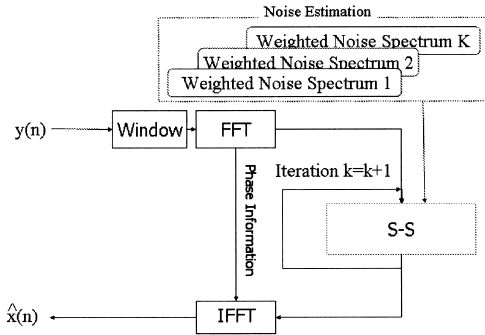 Noise Estimation
Weighted Noise Spectrum K
Weighted Noise Spectrum 2
Weighted Noise Spectrum 1
y(n)
Window
FFT
Phase Information
Iteration k=k+1
S-S
x̂(n)
IFFT